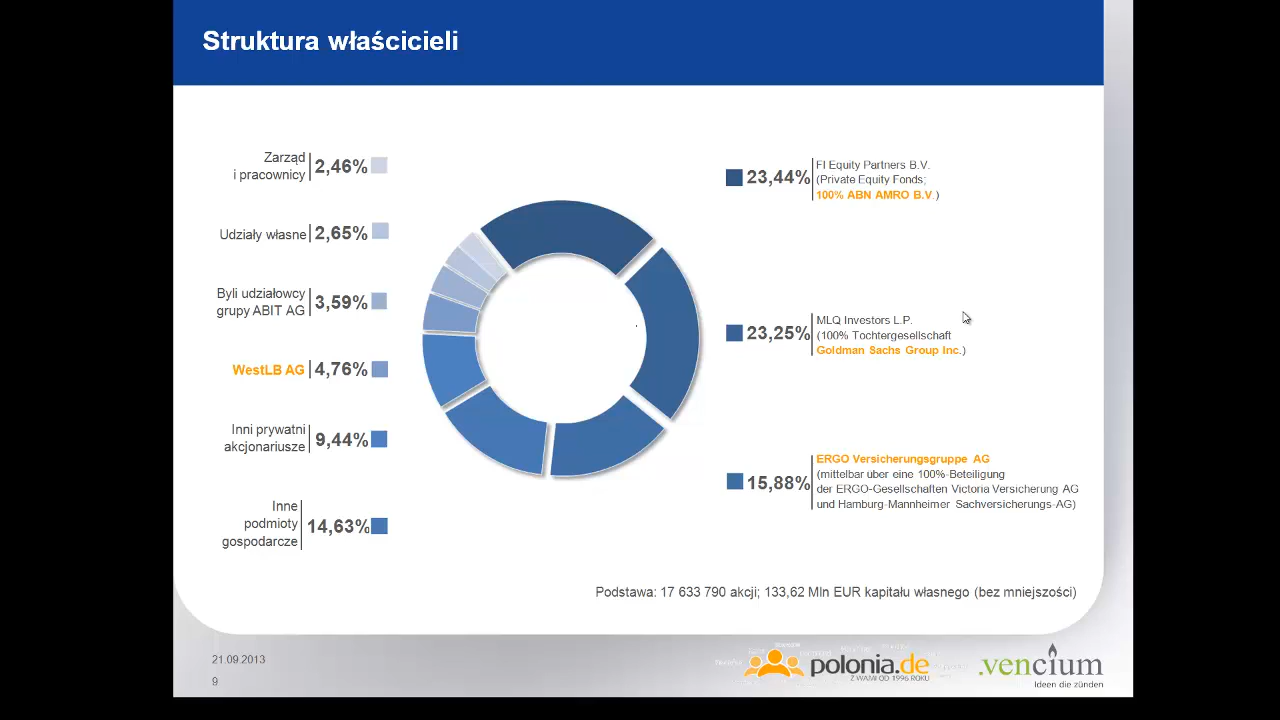 Struktura właścicieli
Zarząd
i pracownicy
2,46%
Udziały własne
2,65%
Byli udziałowcy
grupy ABIT AG
3,59%
WestLB AG
4,76%
Inni prywatni
akcjonariusze
9,44%
Inne
podmioty
gospodarcze
14,63%
23,44%
FI Equity Partners B.V.
(Private Equity Fonds;
100% ABN AMRO B.V.)
23,25%
MLQ Investors L.P.
(100% Tochtergesellschaft
Goldman Sachs Group Inc.)
15,88%
ERGO Versicherungsgruppe AG
(mittelbar über eine 100%-Beteiligung
der ERGO-Gesellschaften Victoria Versicherung AG
und Hamburg-Mannheimer Sachversicherungs-AG)
Podstawa: 17 633 790 akcji; 133,62 Mln EUR kapitału własnego (bez mniejszości)
21.09.2013
9
polonia.de
Z WAMI OD 1996 ROKU
.vencium
Ideen die zünden